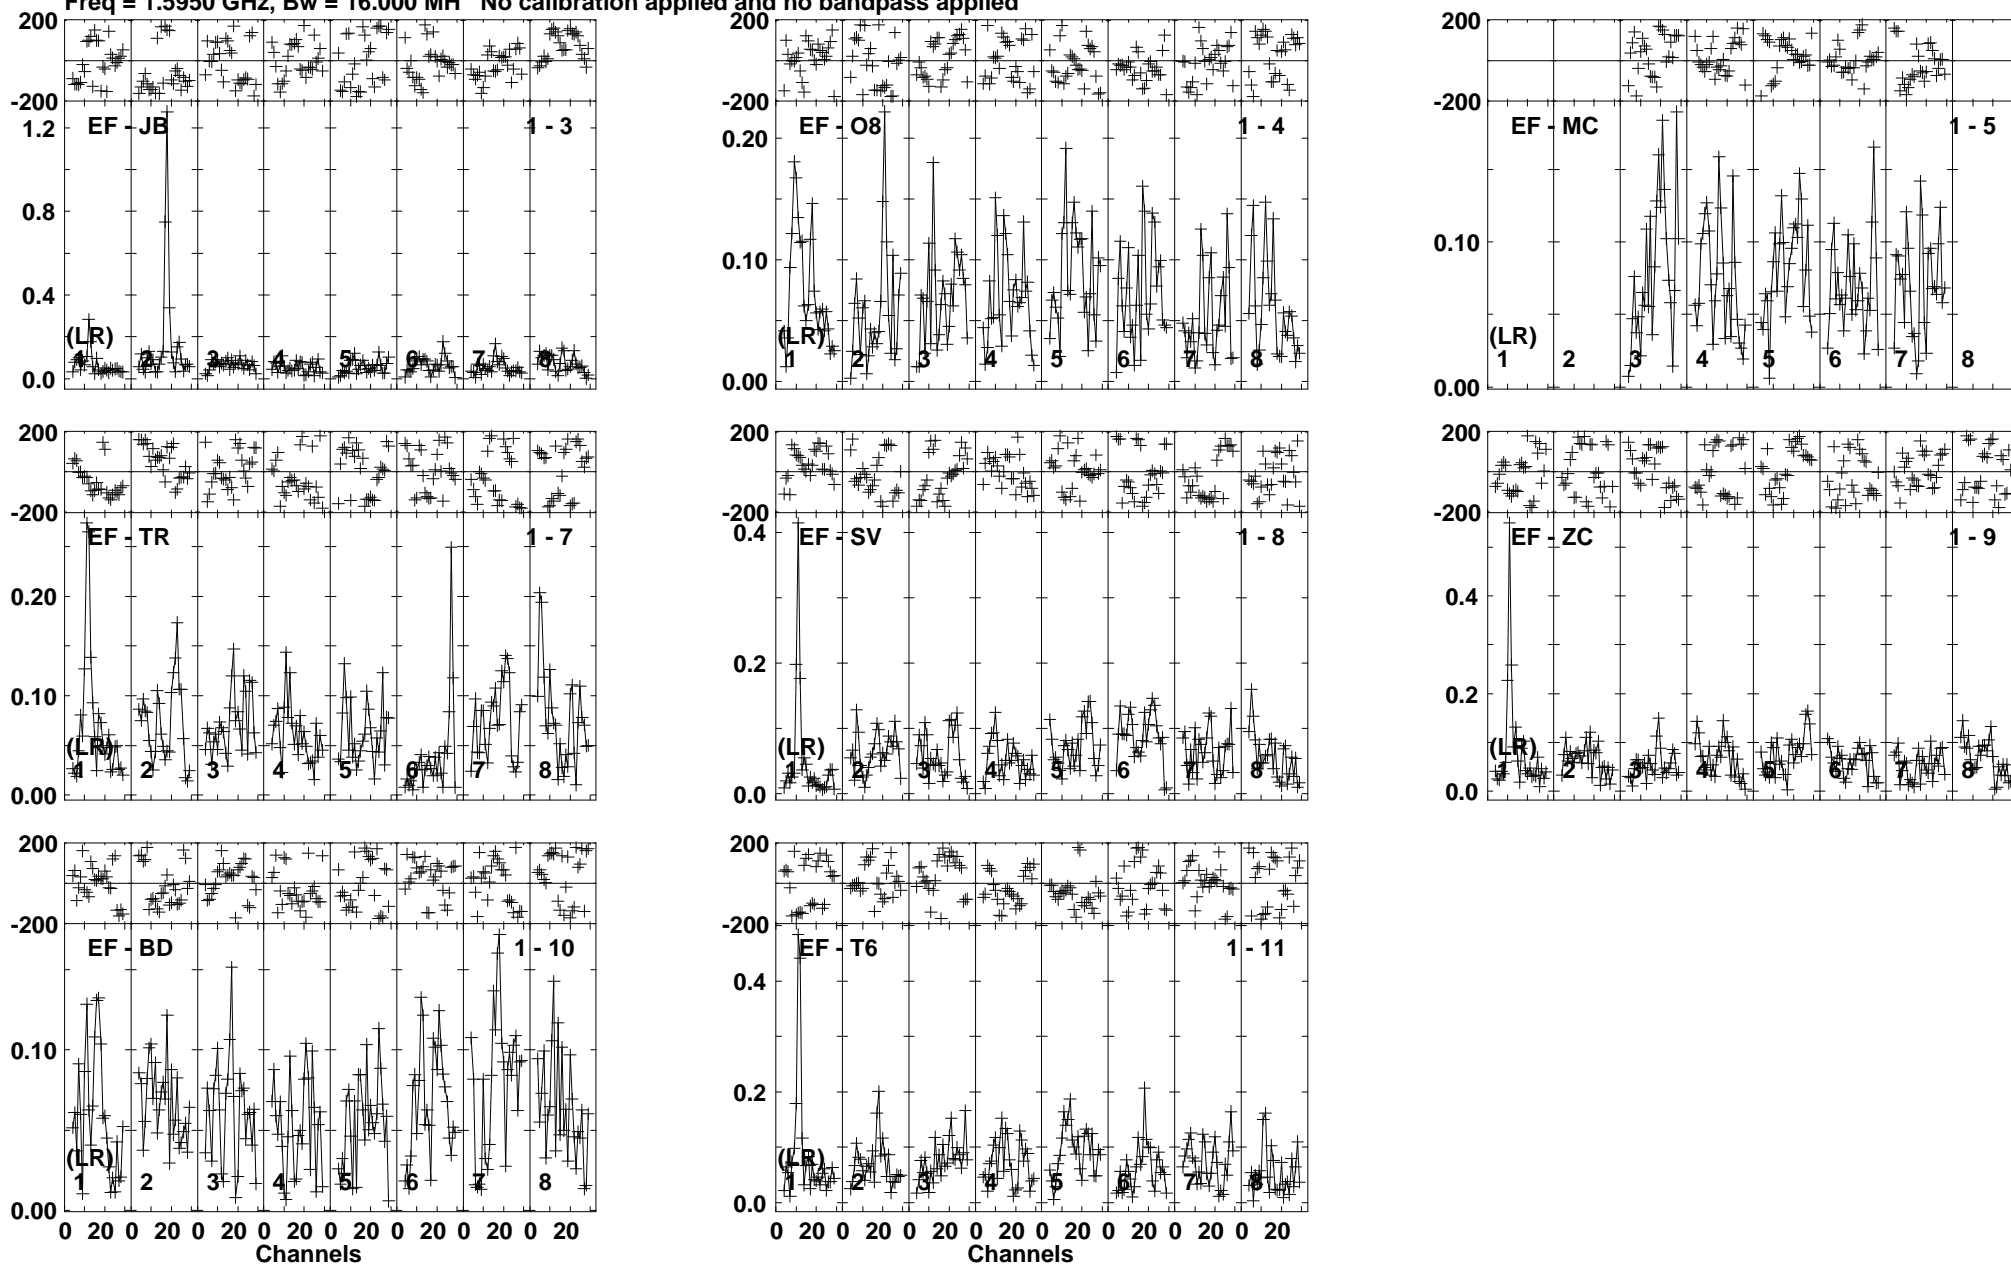 Freq = 1.5950 GHz, Bw = 16.000 MH No calibration applied and no bandpass applied
200
-200
EF - JB 1 - 3
1.2
0.8
0.4
0.0
(LR)
1 2 3 4 5 6 7 8
200
-200
EF - O8 1 - 4
0.20
0.10
0.00
(LR)
1 2 3 4 5 6 7 8
200
-200
EF - MC 1 - 5
0.10
0.00
(LR)
1 2 3 4 5 6 7 8
200
-200
EF - TR 1 - 7
0.20
0.10
0.00
(LR)
1 2 3 4 5 6 7 8
200
-200
EF - SV 1 - 8
0.4
0.2
0.0
(LR)
1 2 3 4 5 6 7 8
200
-200
EF - ZC 1 - 9
0.4
0.2
0.0
(LR)
1 2 3 4 5 6 7 8
200
-200
EF - BD 1 - 10
0.10
0.00
(LR)
1 2 3 4 5 6 7 8
0 20 0 20 0 20 0 20 0 20 0 20 0 20 0 20
Channels
200
-200
EF - T6 1 - 11
0.4
0.2
0.0
(LR)
1 2 3 4 5 6 7 8
0 20 0 20 0 20 0 20 0 20 0 20 0 20 0 20
Channels